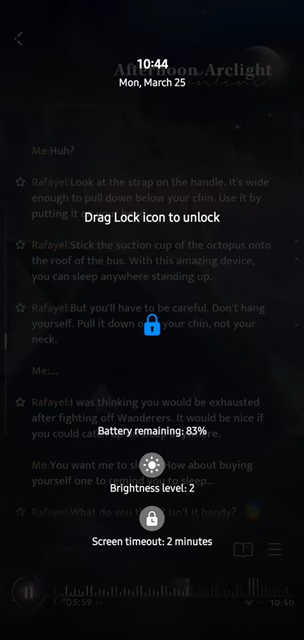 10:44
Afternoon Arclight
Mon, March 25
Me:Huh?
Rafayel:Look at the strap on the handle. It's wide
enough to pull down below your chin. Use it by
putting it
Drag Lock icon to unlock
Rafayel:Stick the suction cup of the octopus onto
the roof of the bus. With this amazing device,
you can sleep anywhere standing up.
Rafayel:But you'll have to be careful. Don't hang
yourself. Pull it down your chin, not your
neck.
Me:...
Rafayel:I was thinking you would be exhausted
after fighting off Wanderers. It would be nice if
you could
Battery remaining: 83%
Me:You want me to How about buying
yourself one to remind you to sleep...
Brightness level: 2
Rafayel:What do you Isn't it handy?
Screen timeout: 2 minutes
05:59
10:50